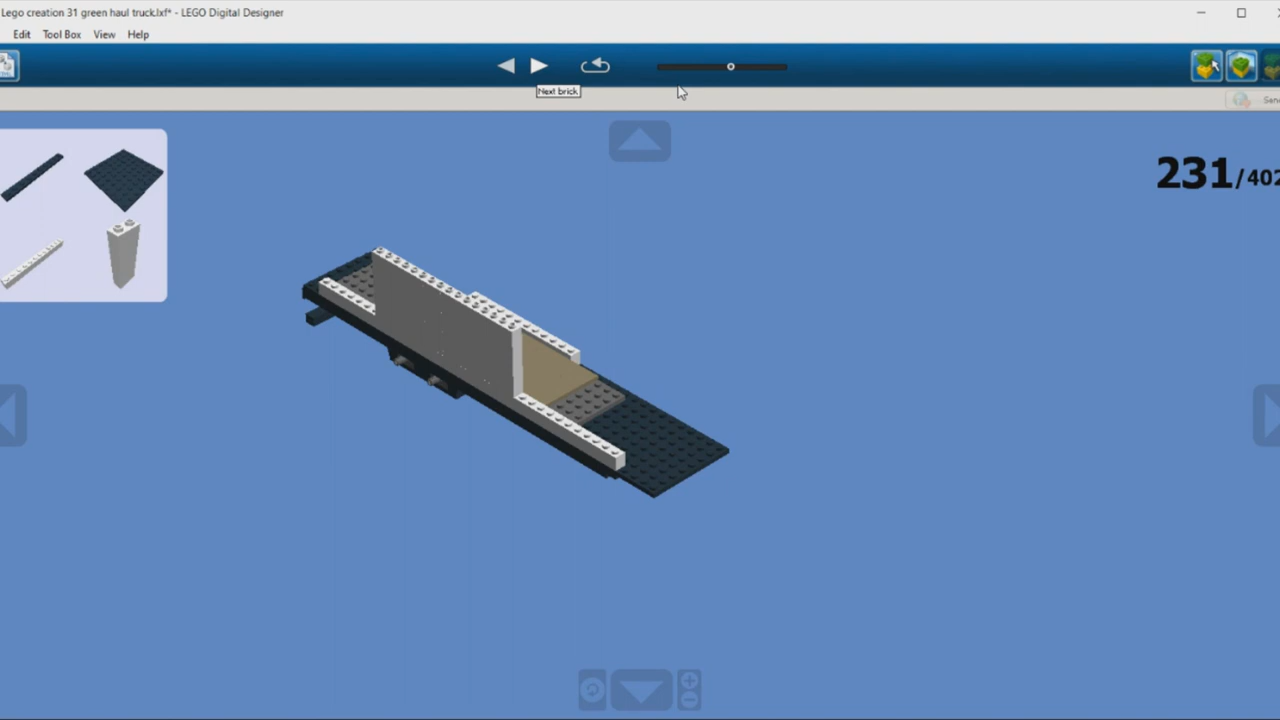 Lego creation 31 green haul truck.lxf* - LEGO Digital Designer
Edit Tool Box View Help
Next brick
231/402